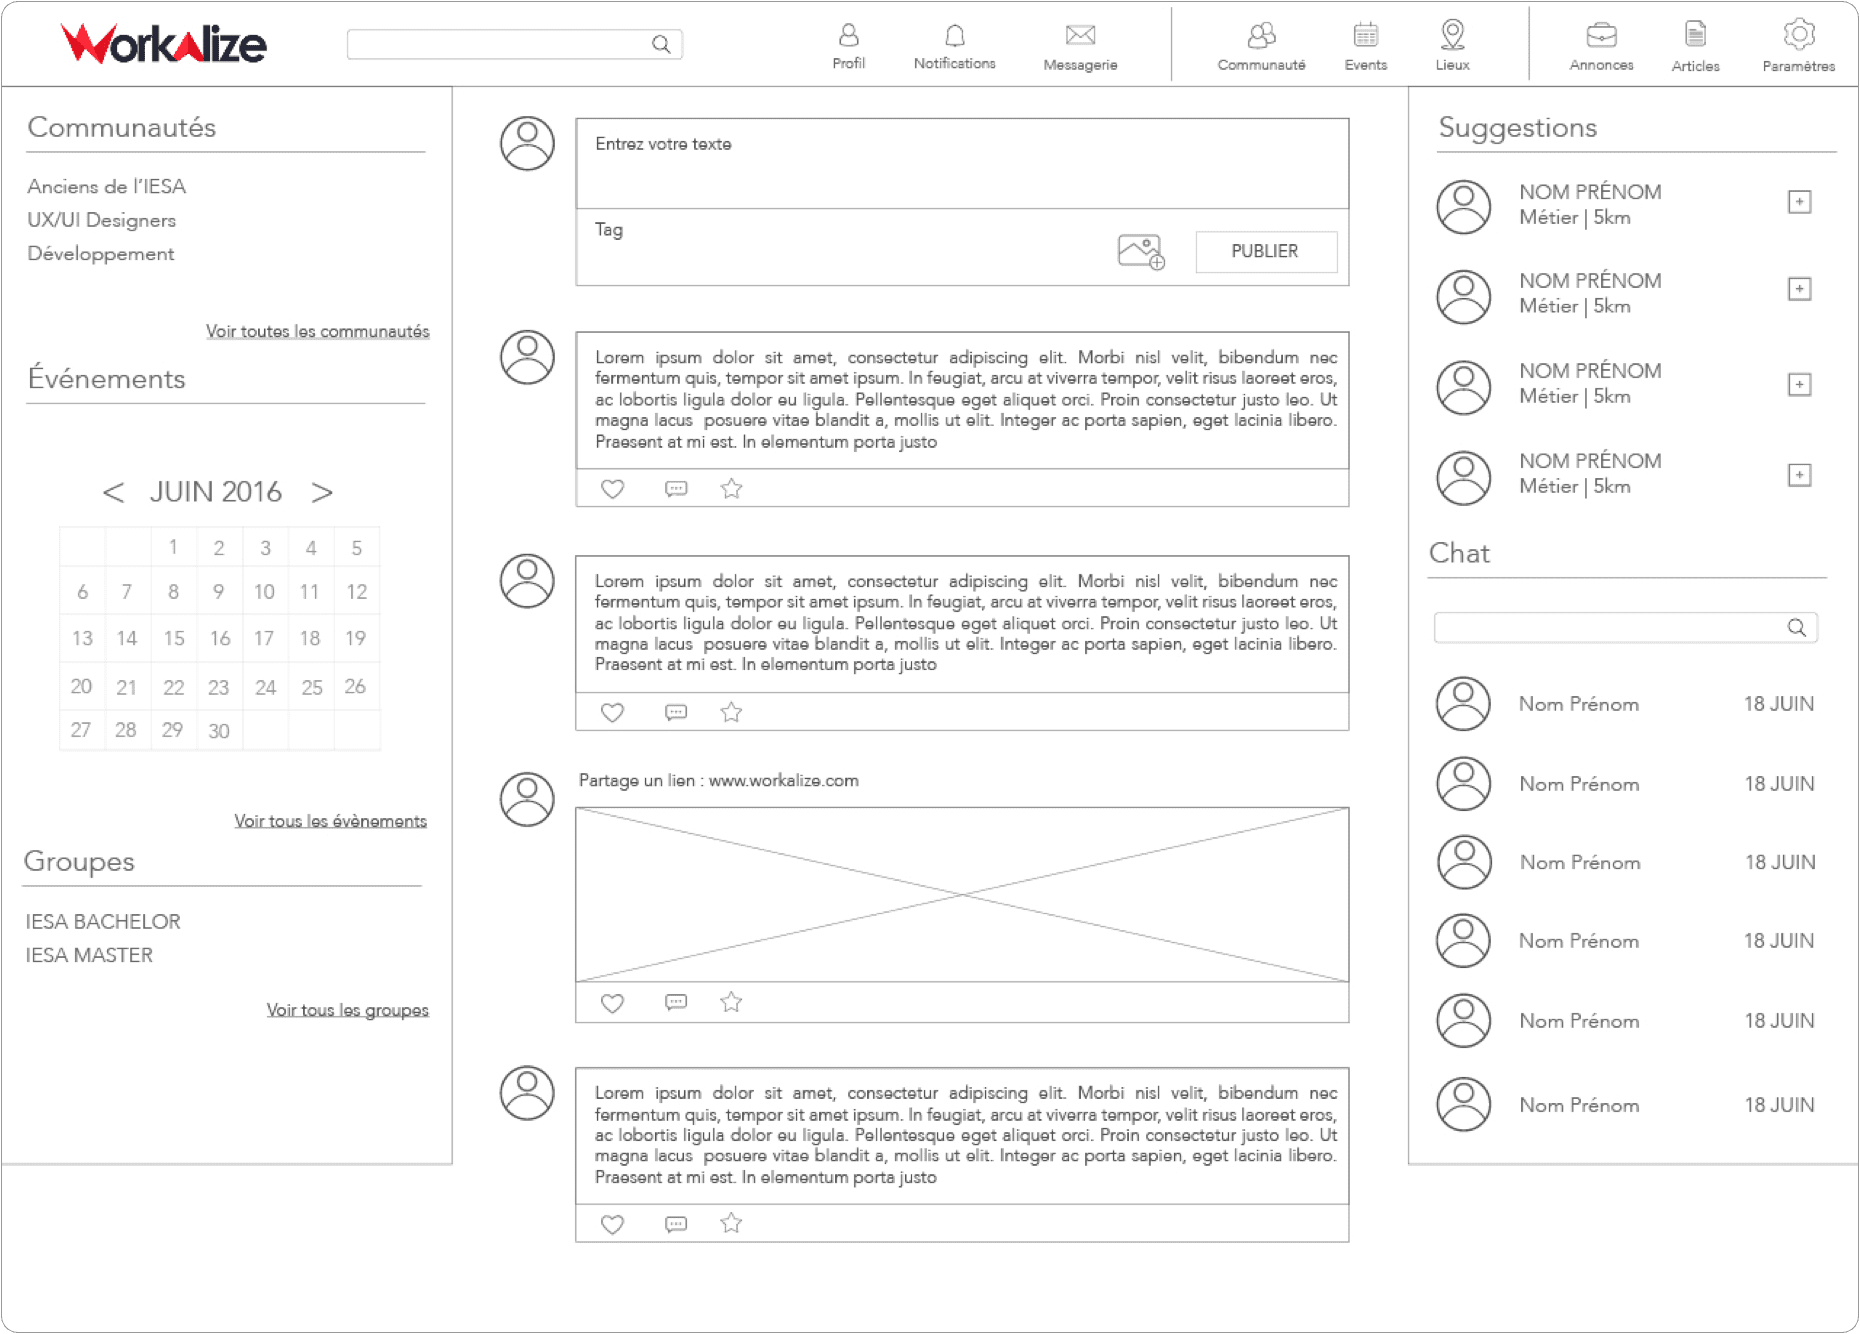 Workalize
Profil
Notifications
Messagerie
Communauté
Events
Lieux
Annonces
Articles
Paramètres
Communautés
Anciens de l'IESA
UX/UI Designers
Développement
Voir toutes les communautés
Événements
< JUIN 2016 >
1 2 3 4 5
6 7 8 9 10 11 12
13 14 15 16 17 18 19
20 21 22 23 24 25 26
27 28 29 30
Voir tous les évènements
Groupes
IESA BACHELOR
IESA MASTER
Voir tous les groupes
Entrez votre texte
Tag
PUBLIER
Lorem ipsum dolor sit amet, consectetur adipiscing elit. Morbi nisl velit, bibendum nec
fermentum quis, tempor sit amet ipsum. In feugiat, arcu at viverra tempor, velit risus laoreet eros,
ac lobortis ligula dolor eu ligula. Pellentesque eget aliquet orci. Proin consectetur justo leo. Ut
magna lacus posuere vitae blandit a, mollis ut elit. Integer ac porta sapien, eget lacinia libero.
Praesent at mi est. In elementum porta justo
Lorem ipsum dolor sit amet, consectetur adipiscing elit. Morbi nisl velit, bibendum nec
fermentum quis, tempor sit amet ipsum. In feugiat, arcu at viverra tempor, velit risus laoreet eros,
ac lobortis ligula dolor eu ligula. Pellentesque eget aliquet orci. Proin consectetur justo leo. Ut
magna lacus posuere vitae blandit a, mollis ut elit. Integer ac porta sapien, eget lacinia libero.
Praesent at mi est. In elementum porta justo
Partage un lien : www.workalize.com
Lorem ipsum dolor sit amet, consectetur adipiscing elit. Morbi nisl velit, bibendum nec
fermentum quis, tempor sit amet ipsum. In feugiat, arcu at viverra tempor, velit risus laoreet eros,
ac lobortis ligula dolor eu ligula. Pellentesque eget aliquet orci. Proin consectetur justo leo. Ut
magna lacus posuere vitae blandit a, mollis ut elit. Integer ac porta sapien, eget lacinia libero.
Praesent at mi est. In elementum porta justo
Suggestions
NOM PRÉNOM
Métier | 5km
NOM PRÉNOM
Métier | 5km
NOM PRÉNOM
Métier | 5km
NOM PRÉNOM
Métier | 5km
Chat
Nom Prénom 18 JUIN
Nom Prénom 18 JUIN
Nom Prénom 18 JUIN
Nom Prénom 18 JUIN
Nom Prénom 18 JUIN
Nom Prénom 18 JUIN